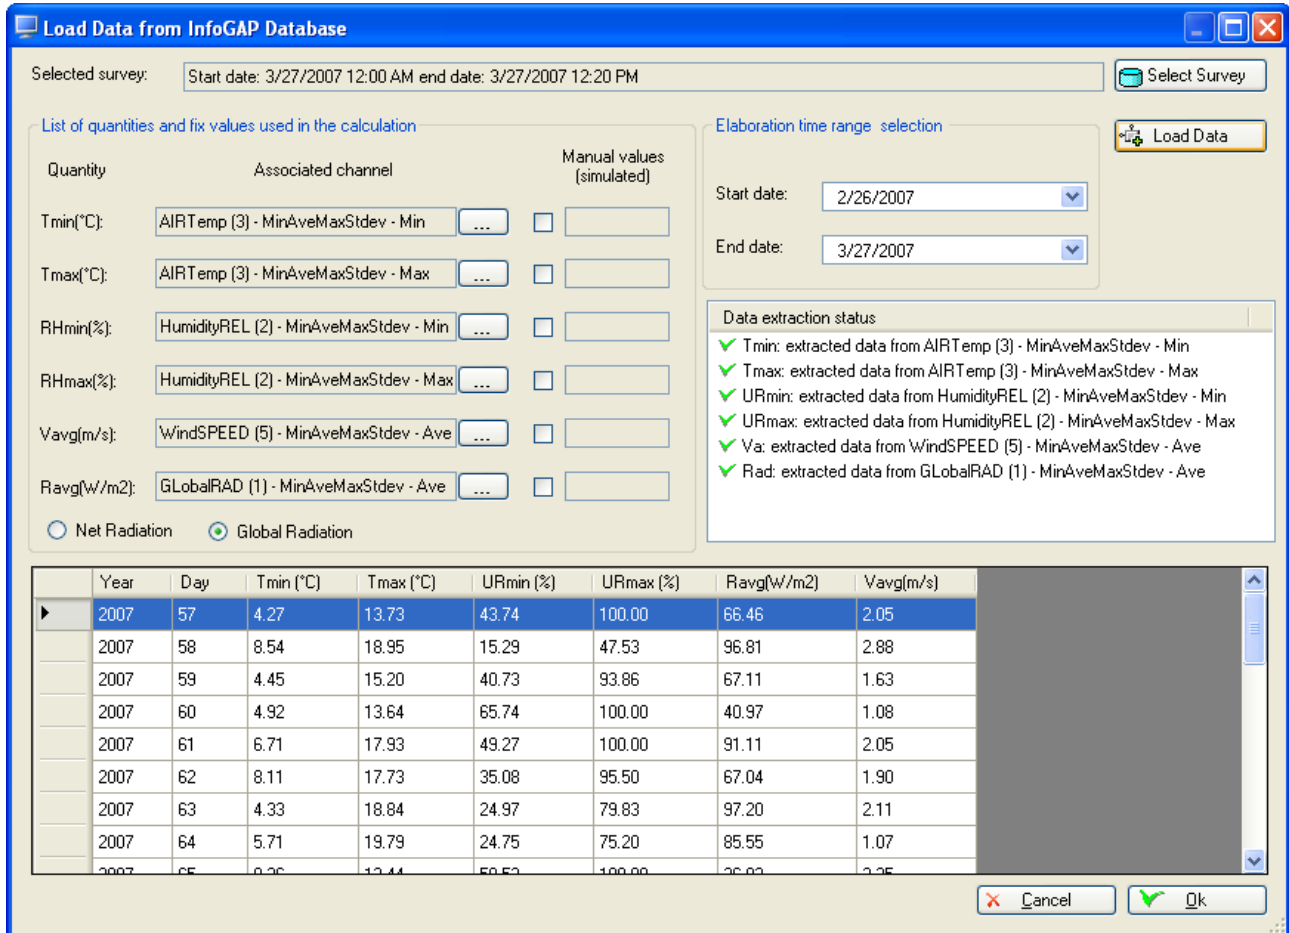 Load Data from InfoGAP Database
Selected survey: Start date: 3/27/2007 12:00 AM end date: 3/27/2007 12:20 PM Select Survey
List of quantities and fix values used in the calculation
Quantity Associated channel Manual values (simulated)
Tmin(°C): AIRTemp (3) - MinAveMaxStdev - Min ...
Tmax(°C): AIRTemp (3) - MinAveMaxStdev - Max ...
RHmin(%): HumidityREL (2) - MinAveMaxStdev - Min ...
RHmax(%): HumidityREL (2) - MinAveMaxStdev - Max ...
Vavg(m/s): WindSPEED (5) - MinAveMaxStdev - Ave ...
Ravg(W/m2): GLobalRAD (1) - MinAveMaxStdev - Ave ...
Net Radiation Global Radiation
Elaboration time range selection
Start date: 2/26/2007
End date: 3/27/2007
Load Data
Data extraction status
Tmin: extracted data from AIRTemp (3) - MinAveMaxStdev - Min
Tmax: extracted data from AIRTemp (3) - MinAveMaxStdev - Max
URmin: extracted data from HumidityREL (2) - MinAveMaxStdev - Min
URmax: extracted data from HumidityREL (2) - MinAveMaxStdev - Max
Va: extracted data from WindSPEED (5) - MinAveMaxStdev - Ave
Rad: extracted data from GLobalRAD (1) - MinAveMaxStdev - Ave
Year Day Tmin (°C) Tmax (°C) URmin (%) URmax (%) Ravg(W/m2) Vavg(m/s)
2007 57 4.27 13.73 43.74 100.00 66.46 2.05
2007 58 8.54 18.95 15.29 47.53 96.81 2.88
2007 59 4.45 15.20 40.73 93.86 67.11 1.63
2007 60 4.92 13.64 65.74 100.00 40.97 1.08
2007 61 6.71 17.93 49.27 100.00 91.11 2.05
2007 62 8.11 17.73 35.08 95.50 67.04 1.90
2007 63 4.33 18.84 24.97 79.83 97.20 2.11
2007 64 5.71 19.79 24.75 75.20 85.55 1.07
Cancel Ok